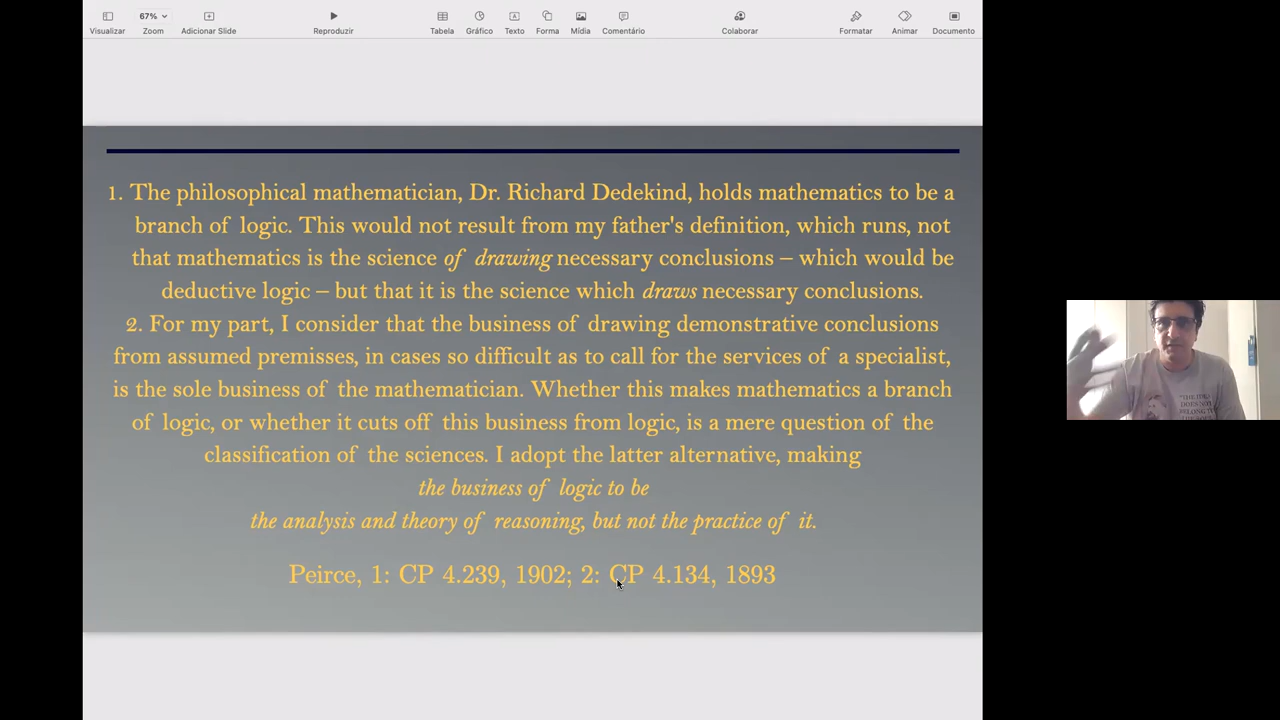 67%
Visualizar Zoom Adicionar Slide Reproduzir Tabela Gráfico Texto Forma Mídia Comentário Colaborar Formatar Animar Documento
1. The philosophical mathematician, Dr. Richard Dedekind, holds mathematics to be a
branch of logic. This would not result from my father's definition, which runs, not
that mathematics is the science of drawing necessary conclusions – which would be
deductive logic – but that it is the science which draws necessary conclusions.
2. For my part, I consider that the business of drawing demonstrative conclusions
from assumed premisses, in cases so difficult as to call for the services of a specialist,
is the sole business of the mathematician. Whether this makes mathematics a branch
of logic, or whether it cuts off this business from logic, is a mere question of the
classification of the sciences. I adopt the latter alternative, making
the business of logic to be
the analysis and theory of reasoning, but not the practice of it.
Peirce, 1: CP 4.239, 1902; 2: CP 4.134, 1893
"THE IDEA
DOES NOT
BELONG TO